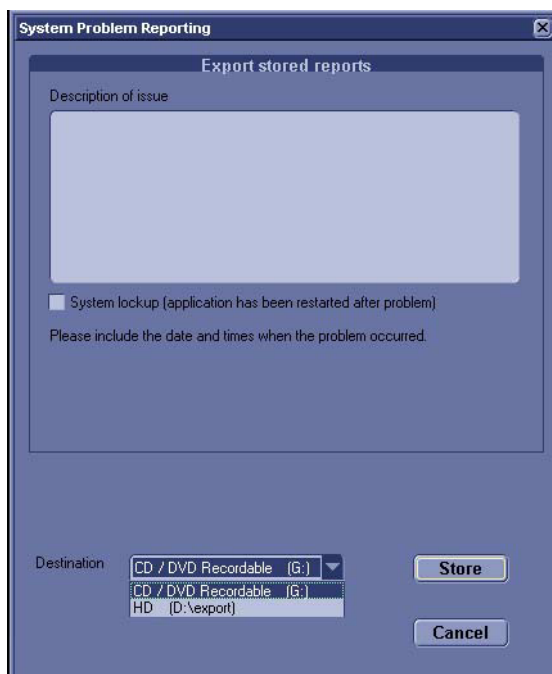 System Problem Reporting
Export stored reports
Description of issue
System lockup (application has been restarted after problem)
Please include the date and times when the problem occurred.
Destination
CD / DVD Recordable (G:)
CD / DVD Recordable (G:)
HD (D:\export)
Store
Cancel